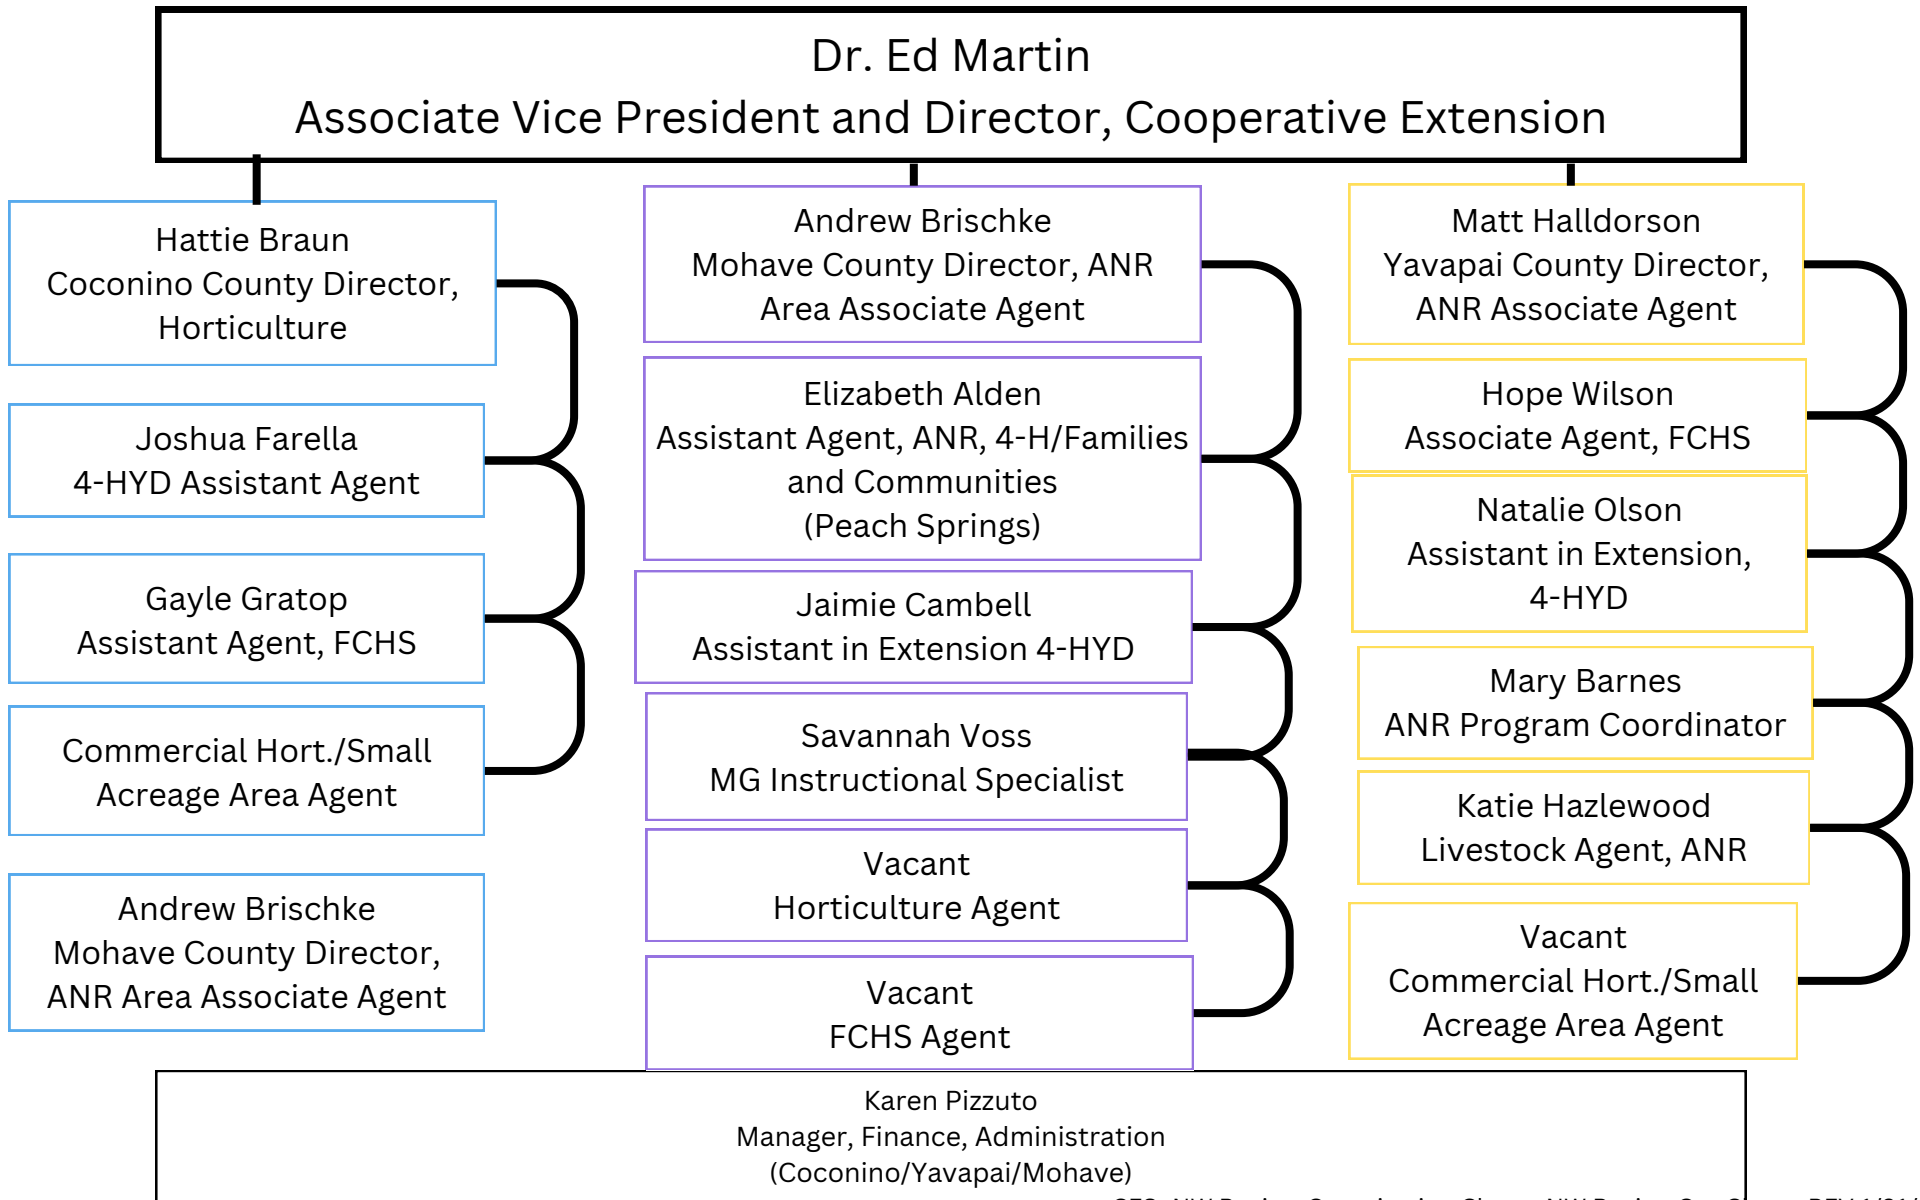 Dr. Ed Martin
Associate Vice President and Director, Cooperative Extension
Hattie Braun
Coconino County Director,
Horticulture
Joshua Farella
4-HYD Assistant Agent
Gayle Gratop
Assistant Agent, FCHS
Commercial Hort./Small
Acreage Area Agent
Andrew Brischke
Mohave County Director,
ANR Area Associate Agent
Andrew Brischke
Mohave County Director, ANR
Area Associate Agent
Elizabeth Alden
Assistant Agent, ANR, 4-H/Families
and Communities
(Peach Springs)
Jaimie Cambell
Assistant in Extension 4-HYD
Savannah Voss
MG Instructional Specialist
Vacant
Horticulture Agent
Vacant
FCHS Agent
Matt Halldorson
Yavapai County Director,
ANR Associate Agent
Hope Wilson
Associate Agent, FCHS
Natalie Olson
Assistant in Extension,
4-HYD
Mary Barnes
ANR Program Coordinator
Katie Hazlewood
Livestock Agent, ANR
Vacant
Commercial Hort./Small
Acreage Area Agent
Karen Pizzuto
Manager, Finance, Administration
(Coconino/Yavapai/Mohave)